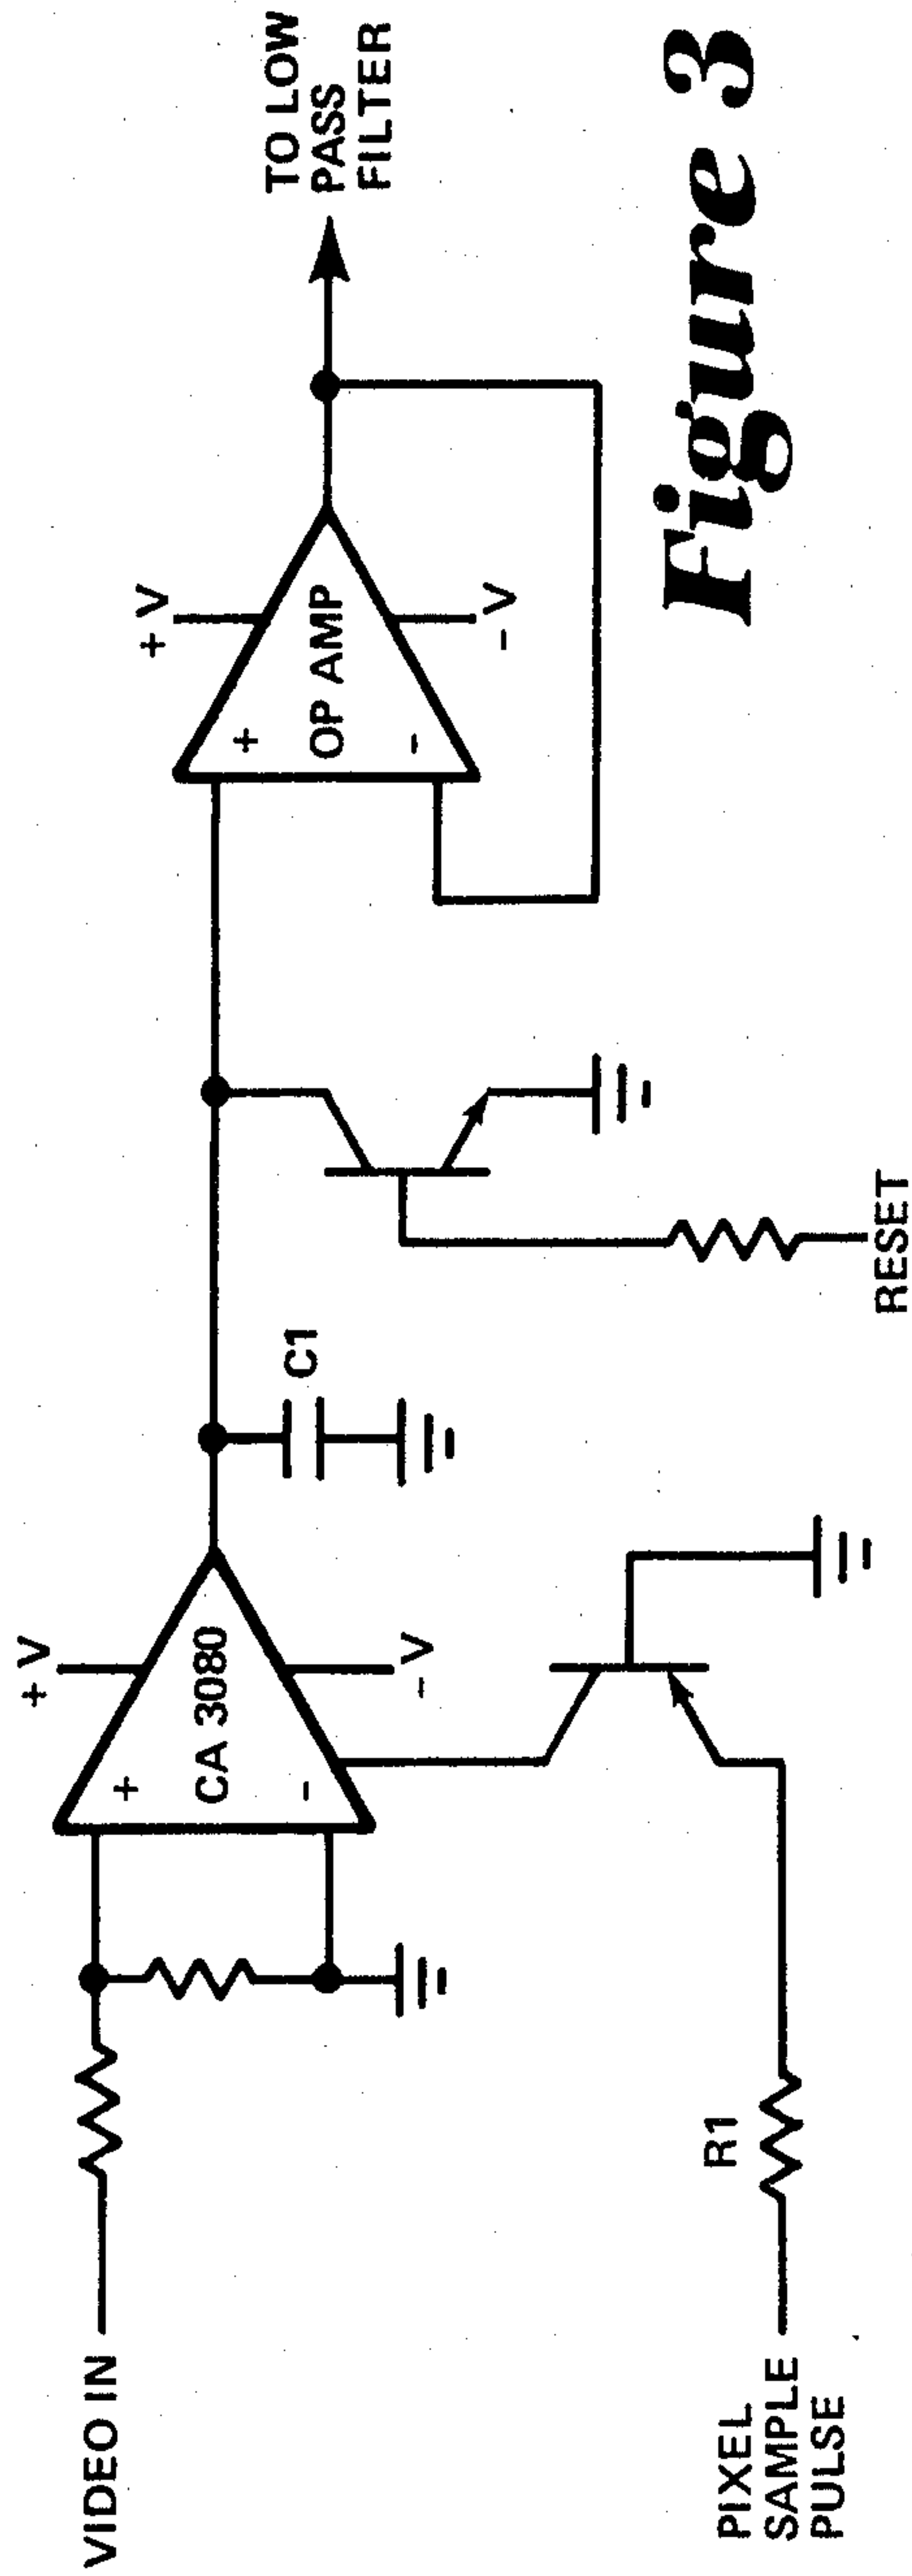 VIDEO IN
+ V
+
CA 3080
-
- V
C1
+ V
+
OP AMP
-
- V
TO LOW
PASS
FILTER
R1
PIXEL
SAMPLE
PULSE
RESET
Figure 3